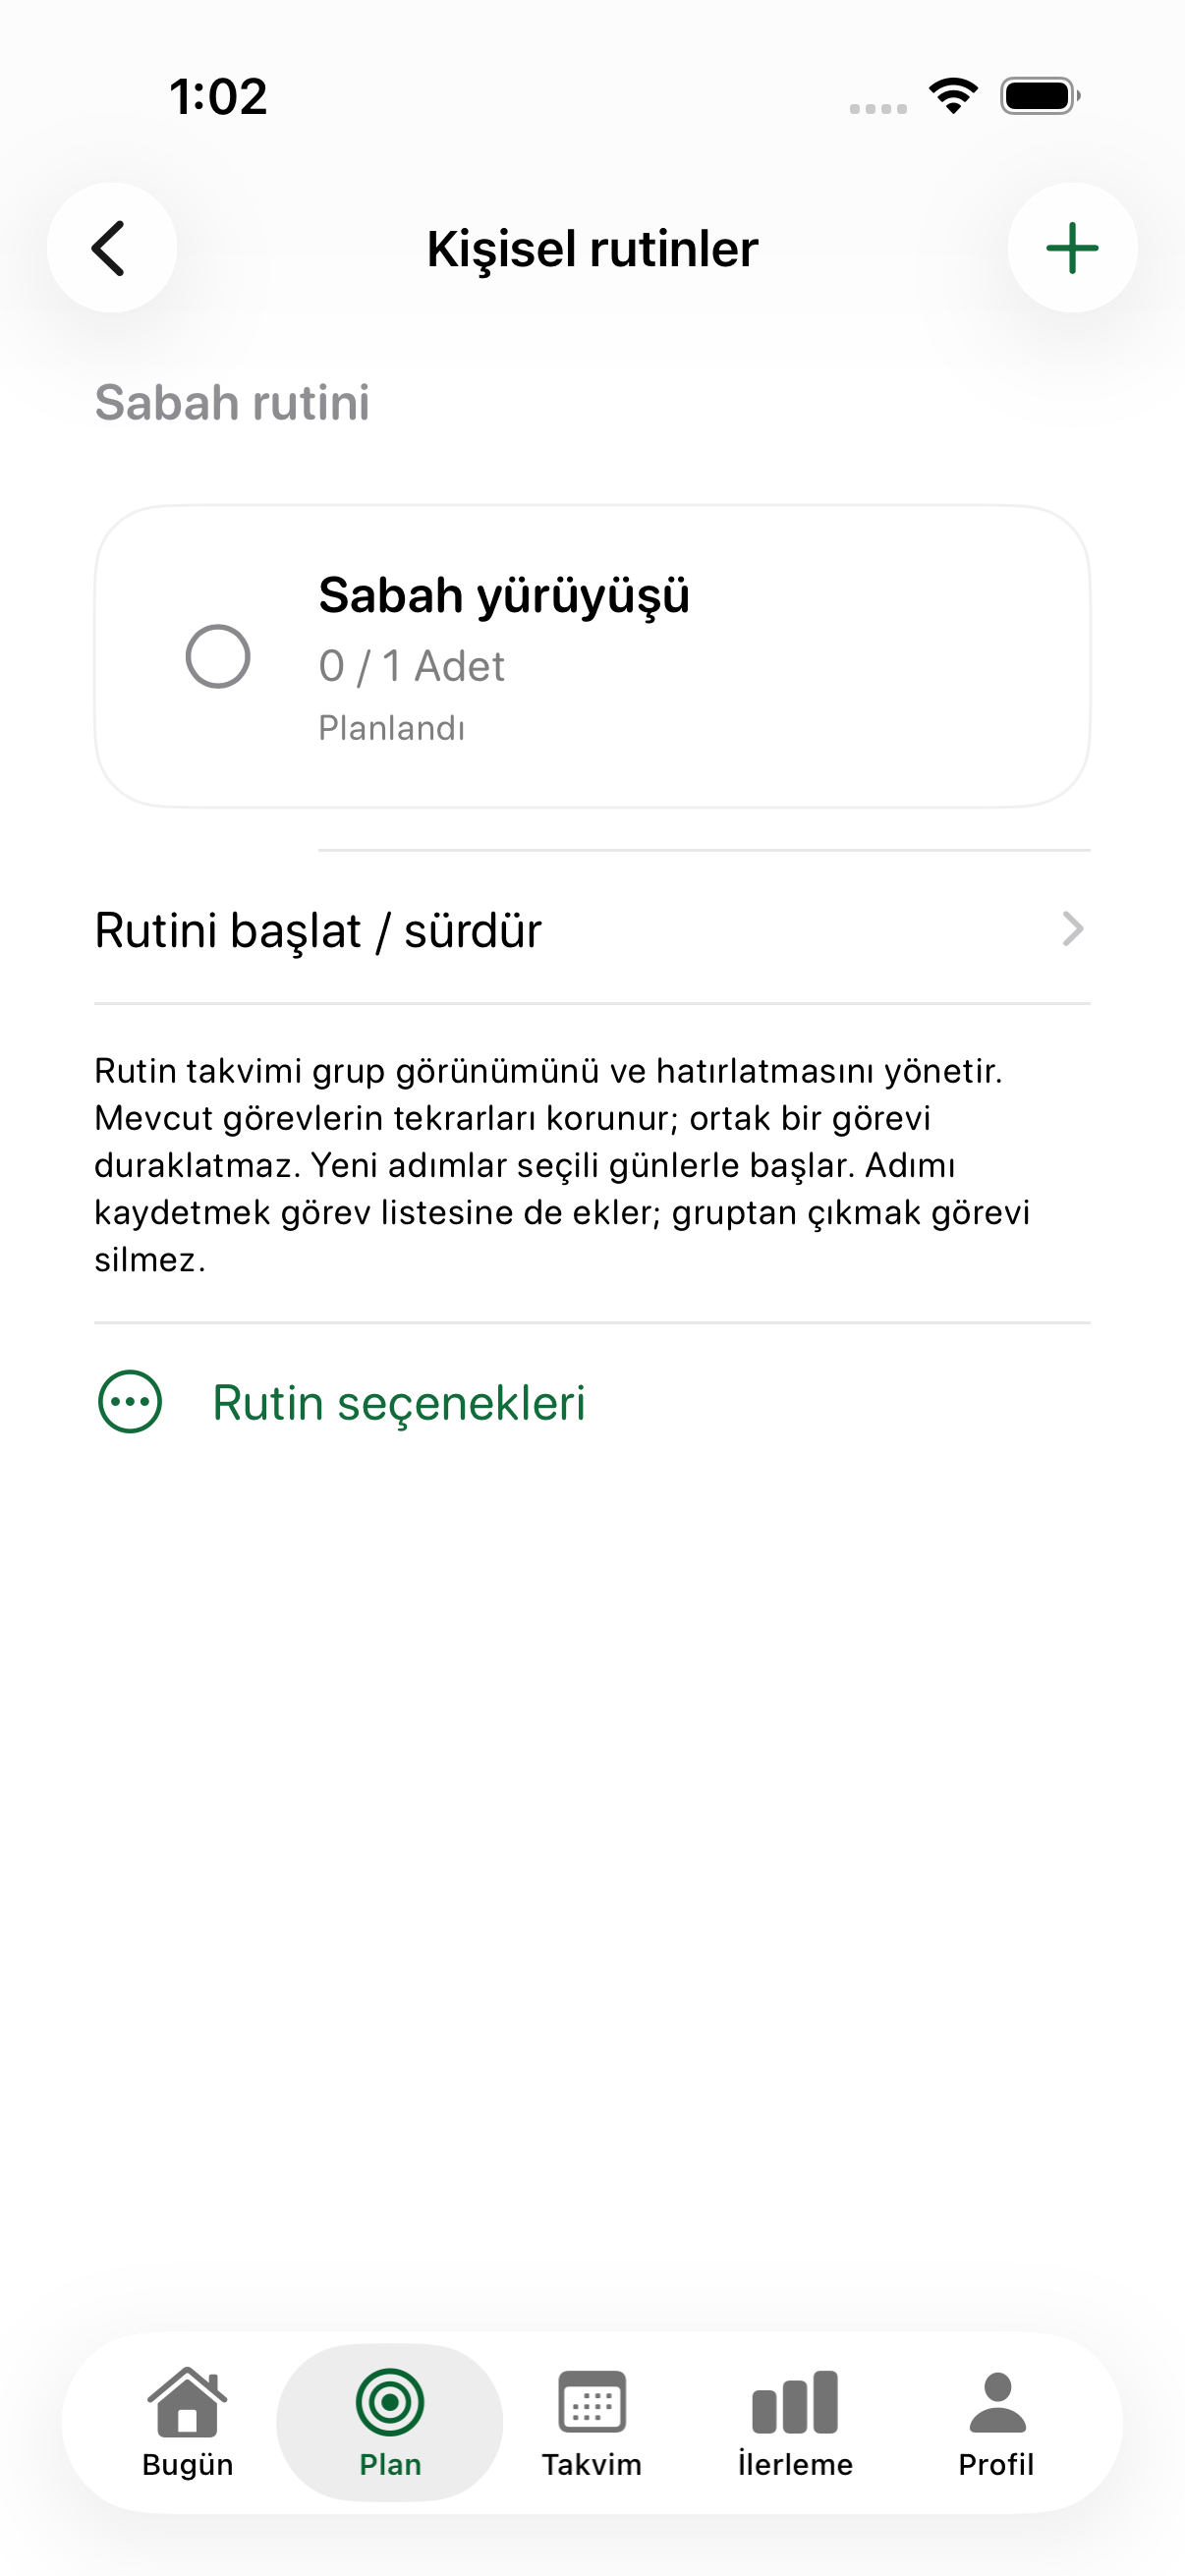 1:02
Kişisel rutinler
Sabah rutini
Sabah yürüyüşü
0 / 1 Adet
Planlandı
Rutini başlat / sürdür
Rutin takvimi grup görünümünü ve hatırlatmasını yönetir.
Mevcut görevlerin tekrarları korunur; ortak bir görevi
duraklatmaz. Yeni adımlar seçili günlerle başlar. Adımı
kaydetmek görev listesine de ekler; gruptan çıkmak görevi
silmez.
Rutin seçenekleri
Bugün
Plan
Takvim
İlerleme
Profil